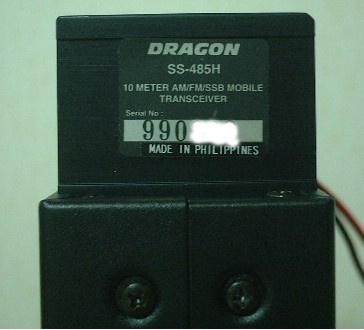 DRAGON
SS-485H
10 METER AM/FM/SSB MOBILE
TRANSCEIVER
Serial No :
990
MADE IN PHILIPPINES